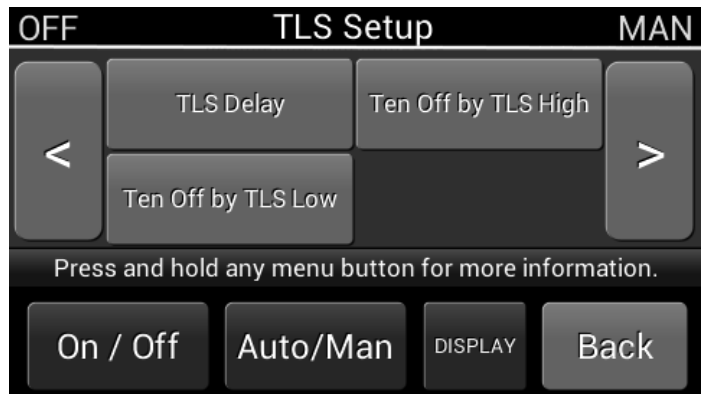 OFF TLS Setup MAN
TLS Delay Ten Off by TLS High
< >
Ten Off by TLS Low
Press and hold any menu button for more information.
On / Off Auto/Man DISPLAY Back